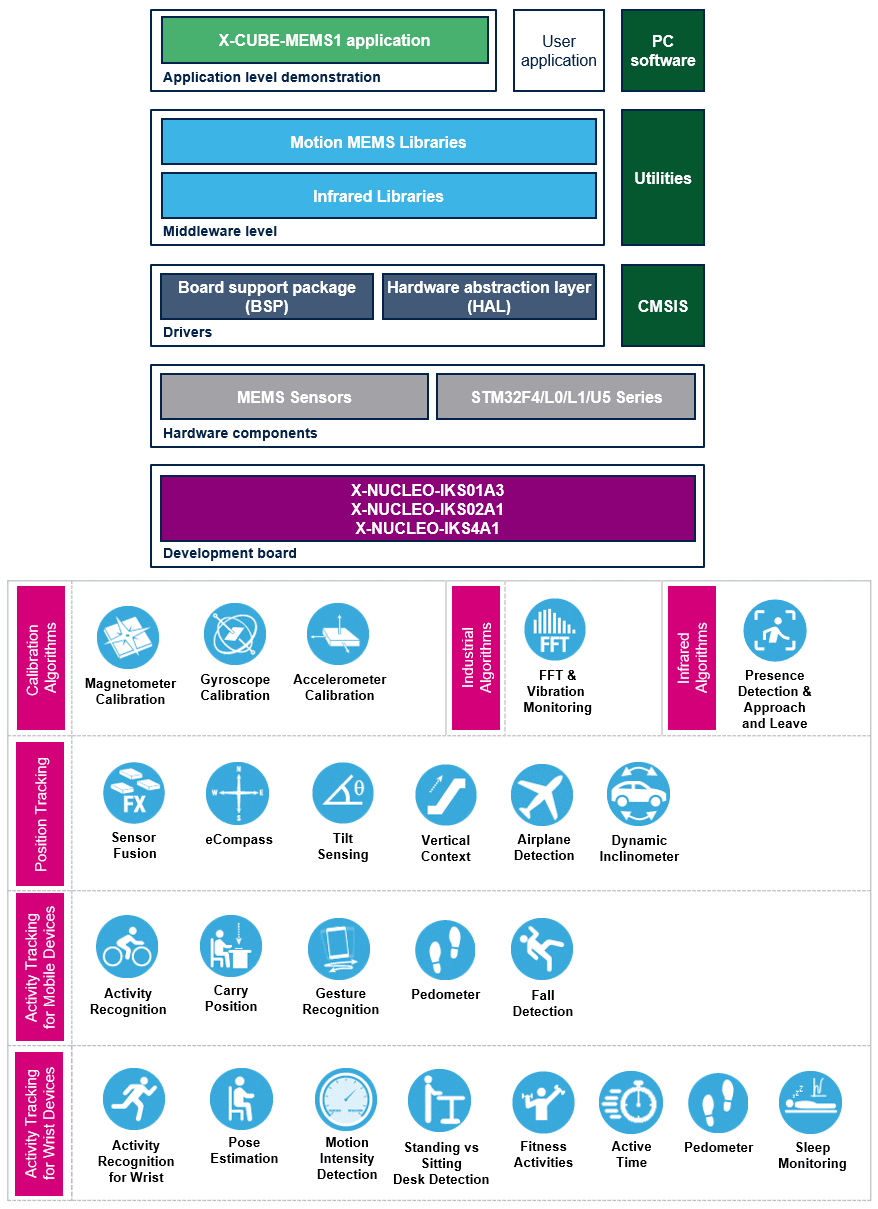 X-CUBE-MEMS1 application
Application level demonstration
User
application
PC
software
Motion MEMS Libraries
Infrared Libraries
Middleware level
Utilities
Board support package
(BSP)
Hardware abstraction layer
(HAL)
Drivers
CMSIS
MEMS Sensors
STM32F4/L0/L1/U5 Series
Hardware components
X-NUCLEO-IKS01A3
X-NUCLEO-IKS02A1
X-NUCLEO-IKS4A1
Development board
Calibration
Algorithms
Magnetometer
Calibration
Gyroscope
Calibration
Accelerometer
Calibration
Industrial
Algorithms
FFT
FFT &
Vibration
Monitoring
Infrared
Algorithms
Presence
Detection &
Approach
and Leave
Position Tracking
FX
Sensor
Fusion
N
W E
S
eCompass
θ
Tilt
Sensing
Vertical
Context
Airplane
Detection
Dynamic
Inclinometer
Activity Tracking
for Mobile Devices
Activity
Recognition
Carry
Position
Gesture
Recognition
Pedometer
Fall
Detection
Activity Tracking
for Wrist Devices
Activity
Recognition
for Wrist
Pose
Estimation
Motion
Intensity
Detection
Standing vs
Sitting
Desk Detection
Fitness
Activities
Active
Time
Pedometer
zZ
Sleep
Monitoring